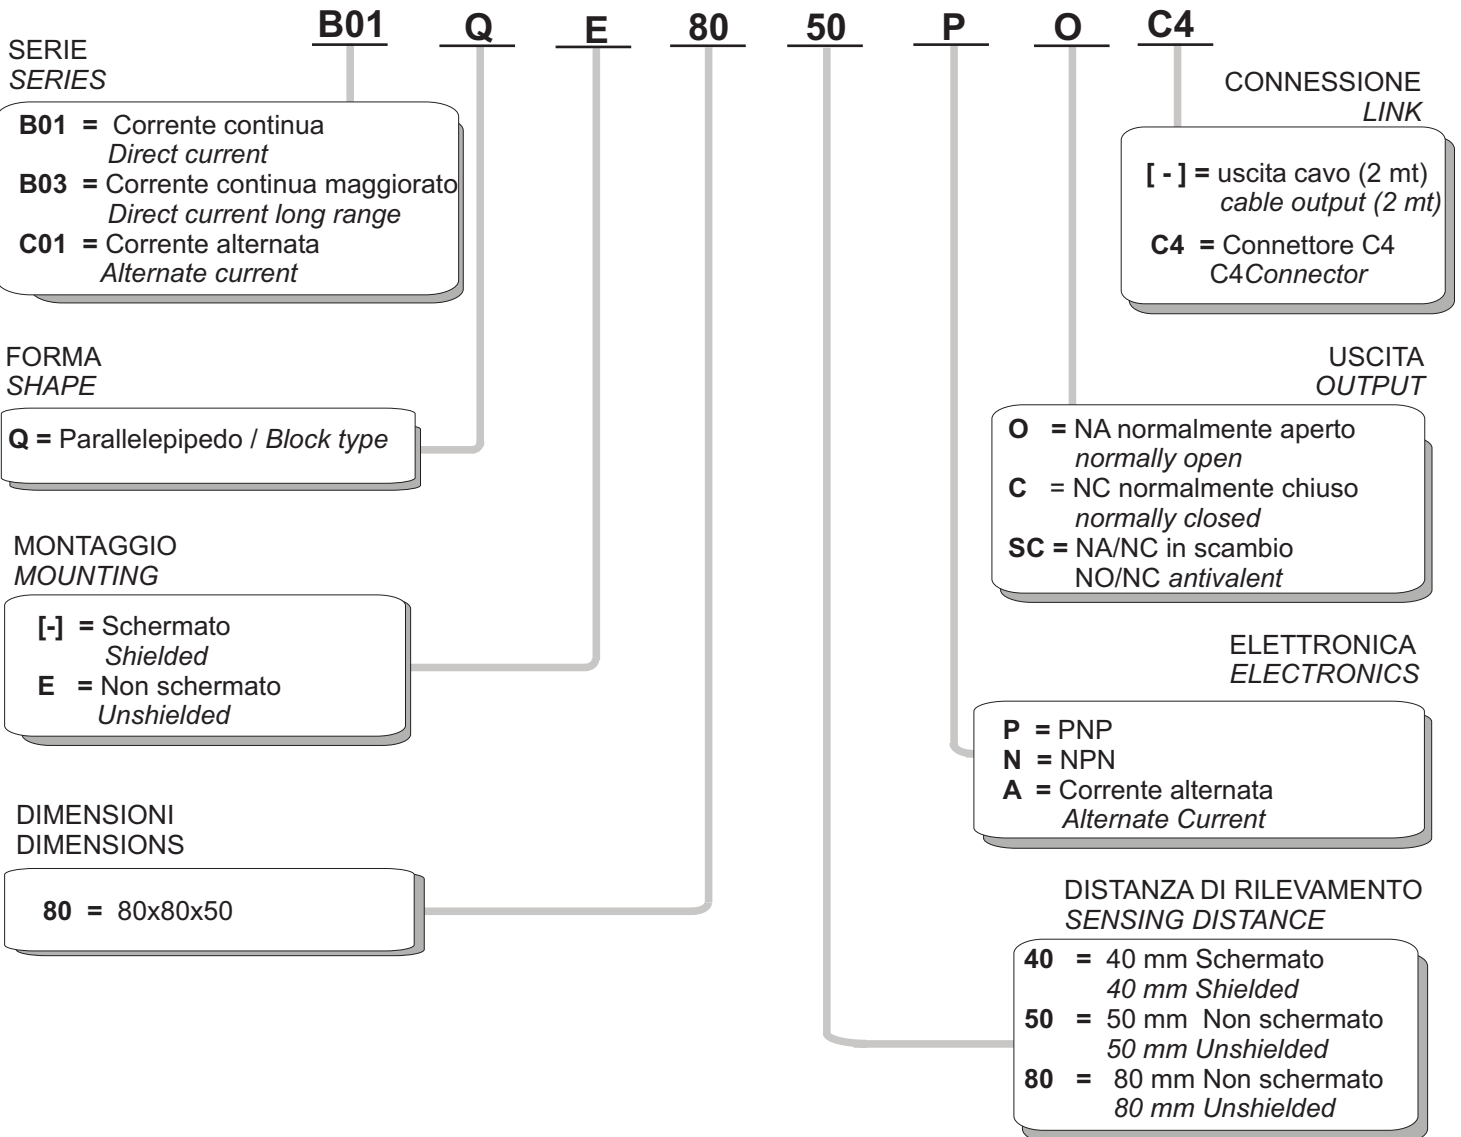 B01 Q E 80 50 P O C4
SERIE
SERIES
B01 = Corrente continua
Direct current
B03 = Corrente continua maggiorato
Direct current long range
C01 = Corrente alternata
Alternate current
FORMA
SHAPE
Q = Parallelepipedo / Block type
MONTAGGIO
MOUNTING
[-] = Schermato
Shielded
E = Non schermato
Unshielded
DIMENSIONI
DIMENSIONS
80 = 80x80x50
CONNESSIONE
LINK
[ - ] = uscita cavo (2 mt)
cable output (2 mt)
C4 = Connettore C4
C4Connector
USCITA
OUTPUT
O = NA normalmente aperto
normally open
C = NC normalmente chiuso
normally closed
SC = NA/NC in scambio
NO/NC antivalent
ELETTRONICA
ELECTRONICS
P = PNP
N = NPN
A = Corrente alternata
Alternate Current
DISTANZA DI RILEVAMENTO
SENSING DISTANCE
40 = 40 mm Schermato
40 mm Shielded
50 = 50 mm Non schermato
50 mm Unshielded
80 = 80 mm Non schermato
80 mm Unshielded